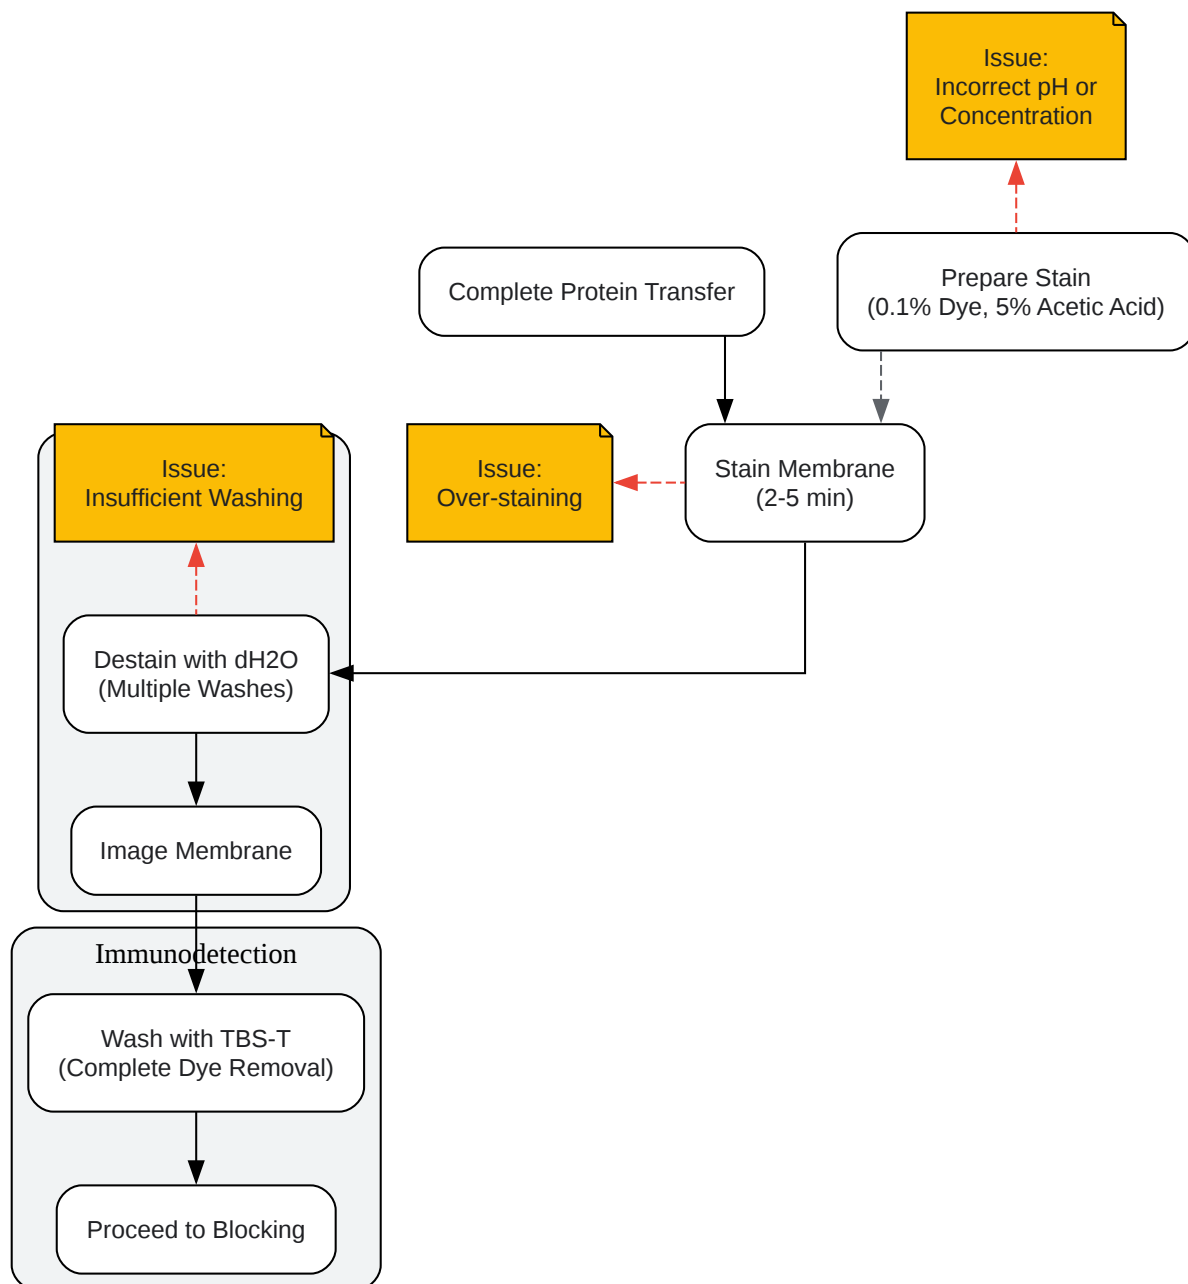 Issue:
Incorrect pH or
Concentration
Prepare Stain
(0.1% Dye, 5% Acetic Acid)
Complete Protein Transfer
Stain Membrane
(2-5 min)
Issue:
Over-staining
Issue:
Insufficient Washing
Destain with dH2O
(Multiple Washes)
Image Membrane
Immunodetection
Wash with TBS-T
(Complete Dye Removal)
Proceed to Blocking